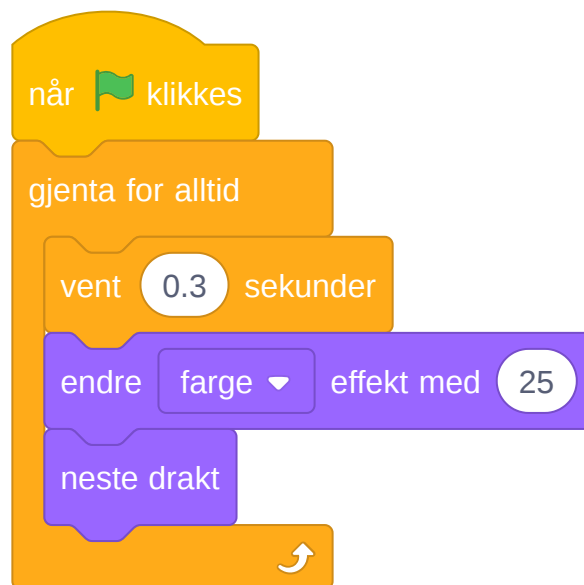 når klikkes
gjenta for alltid
vent 0.3 sekunder
endre farge effekt med 25
neste drakt